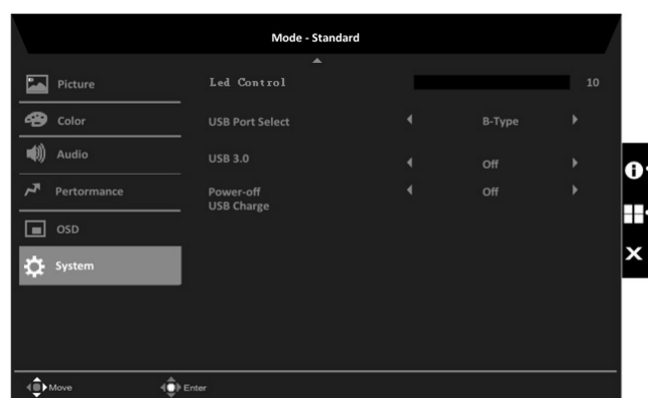 Mode - Standard
Picture
Led Control 10
Color
USB Port Select B-Type
Audio
USB 3.0 Off
Pertormance
Power-off Off
USB Charge
OSD
System
Move Enter